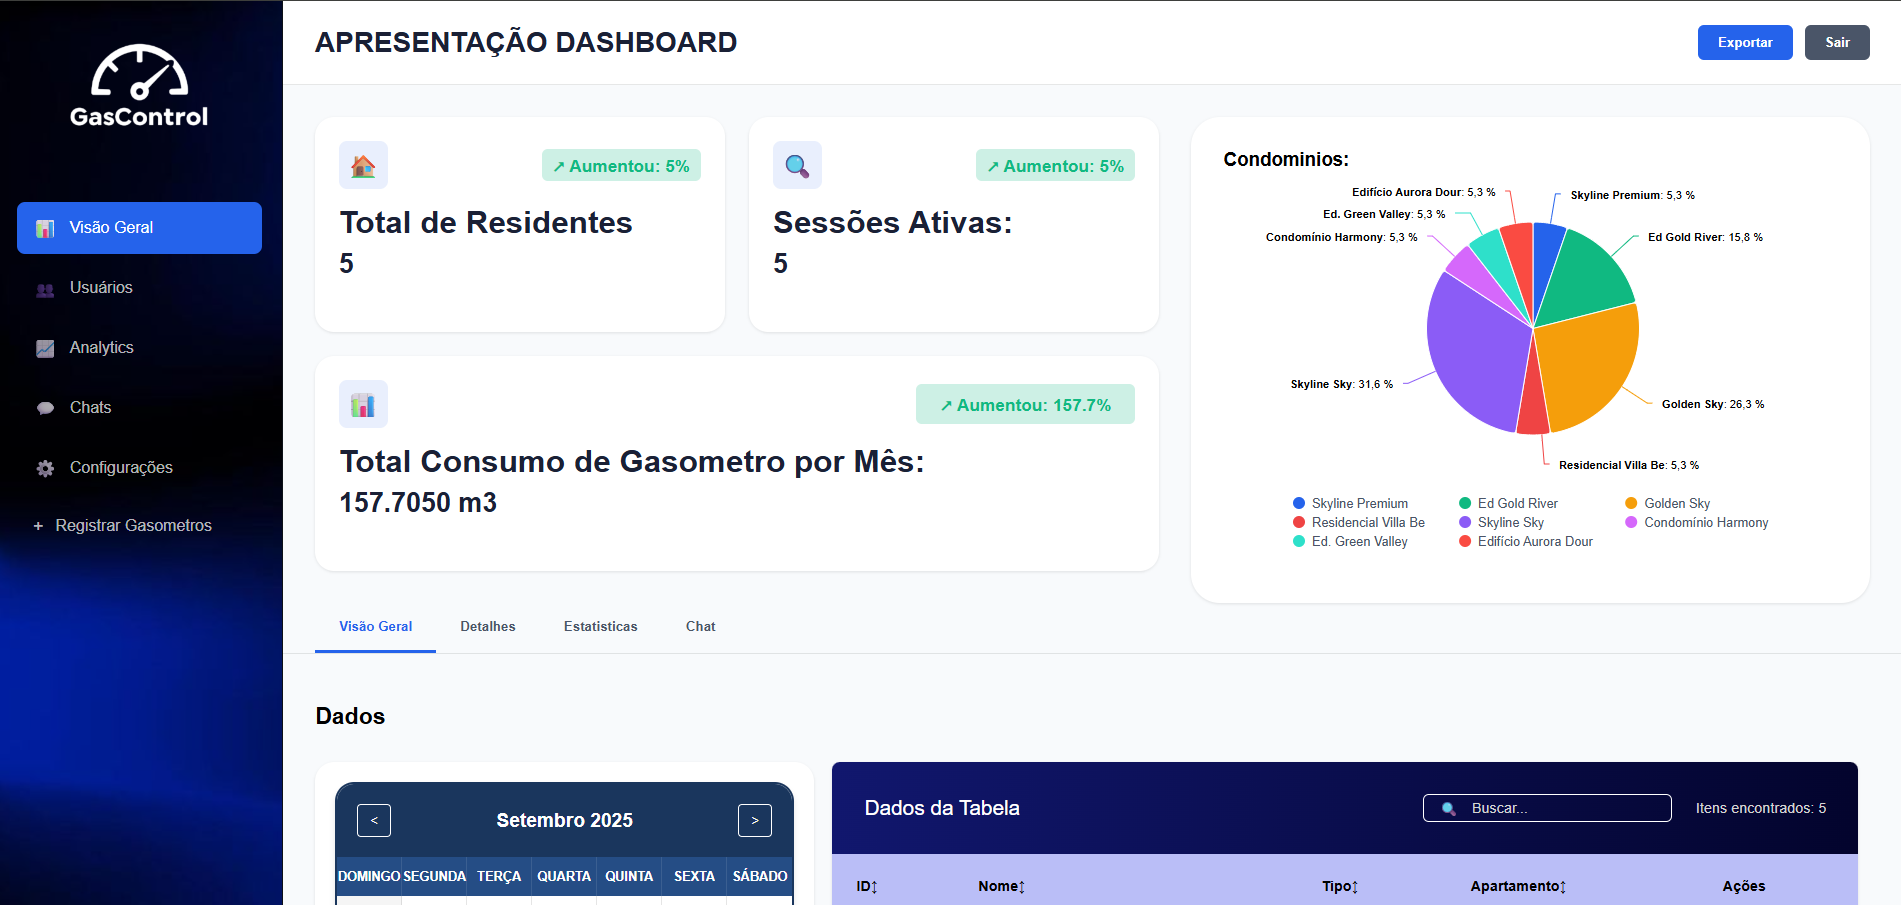 GasControl
Visão Geral
Usuários
Analytics
Chats
Configurações
+ Registrar Gasometros
APRESENTAÇÃO DASHBOARD
Exportar
Sair
↗ Aumentou: 5%
Total de Residentes
5
↗ Aumentou: 5%
Sessões Ativas:
5
↗ Aumentou: 157.7%
Total Consumo de Gasometro por Mês:
157.7050 m3
Condominios:
Edifício Aurora Dour: 5,3 %
Skyline Premium: 5,3 %
Ed. Green Valley: 5,3 %
Condomínio Harmony: 5,3 %
Ed Gold River: 15,8 %
Skyline Sky: 31,6 %
Golden Sky: 26,3 %
Residencial Villa Be: 5,3 %
Skyline Premium
Ed Gold River
Golden Sky
Residencial Villa Be
Skyline Sky
Condomínio Harmony
Ed. Green Valley
Edifício Aurora Dour
Visão Geral
Detalhes
Estatisticas
Chat
Dados
< Setembro 2025 >
DOMINGO SEGUNDA TERÇA QUARTA QUINTA SEXTA SÁBADO
Dados da Tabela
Buscar...
Itens encontrados: 5
ID↕ Nome↕ Tipo↕ Apartamento↕ Ações